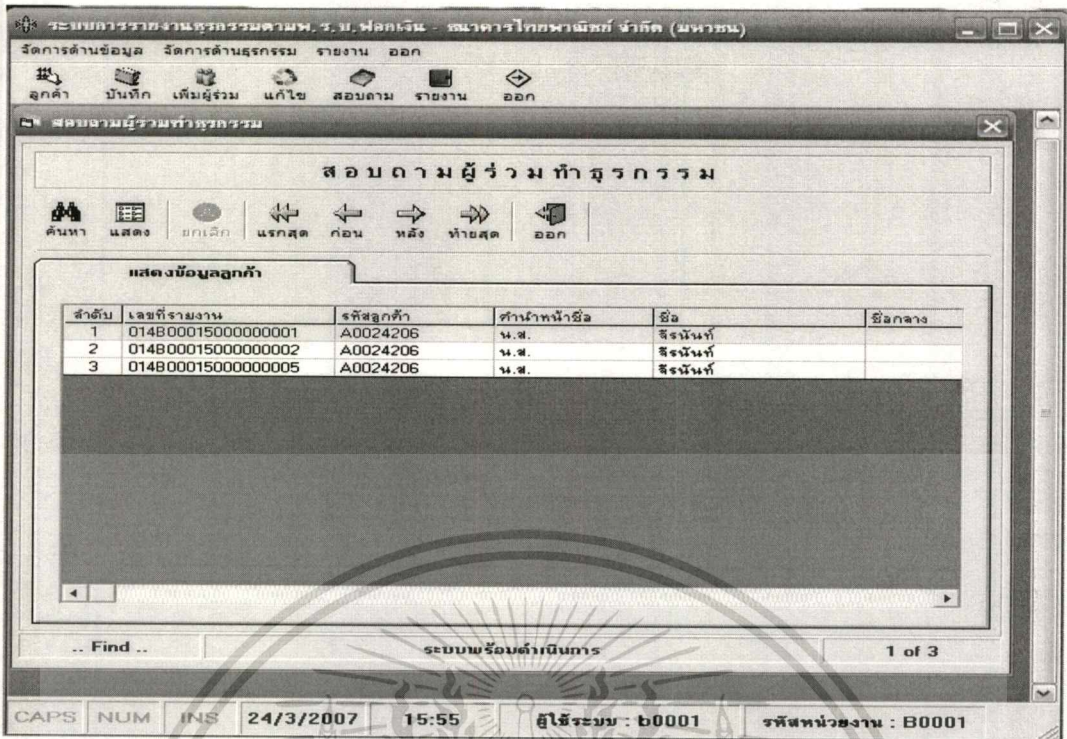 ระบบการรายงานธุรกรรมตามพ.ร.บ.ฟอกเงิน - ธนาคารไทยพาณิชย์ จำกัด (มหาชน)
จัดการด้านข้อมูล จัดการด้านธุรกรรม รายงาน ออก
ลูกค้า บันทึก เพิ่มผู้ร่วม แก้ไข สอบถาม รายงาน ออก
สอบถามผู้ร่วมทำธุรกรรม
สอบถามผู้ร่วมทำธุรกรรม
ค้นหา แสดง ยกเลิก แรกสุด ก่อน หลัง ท้ายสุด ออก
แสดงข้อมูลลูกค้า
ลำดับ เลขที่รายงาน รหัสลูกค้า คำนำหน้าชื่อ ชื่อ ชื่อกลาง
1 014B00015000000001 A0024206 น.ส. จีรนันท์
2 014B00015000000002 A0024206 น.ส. จีรนันท์
3 014B00015000000005 A0024206 น.ส. จีรนันท์
.. Find .. ระบบพร้อมดำเนินการ 1 of 3
CAPS NUM INS 24/3/2007 15:55 ผู้ใช้ระบบ : b0001 รหัสหน่วยงาน : B0001